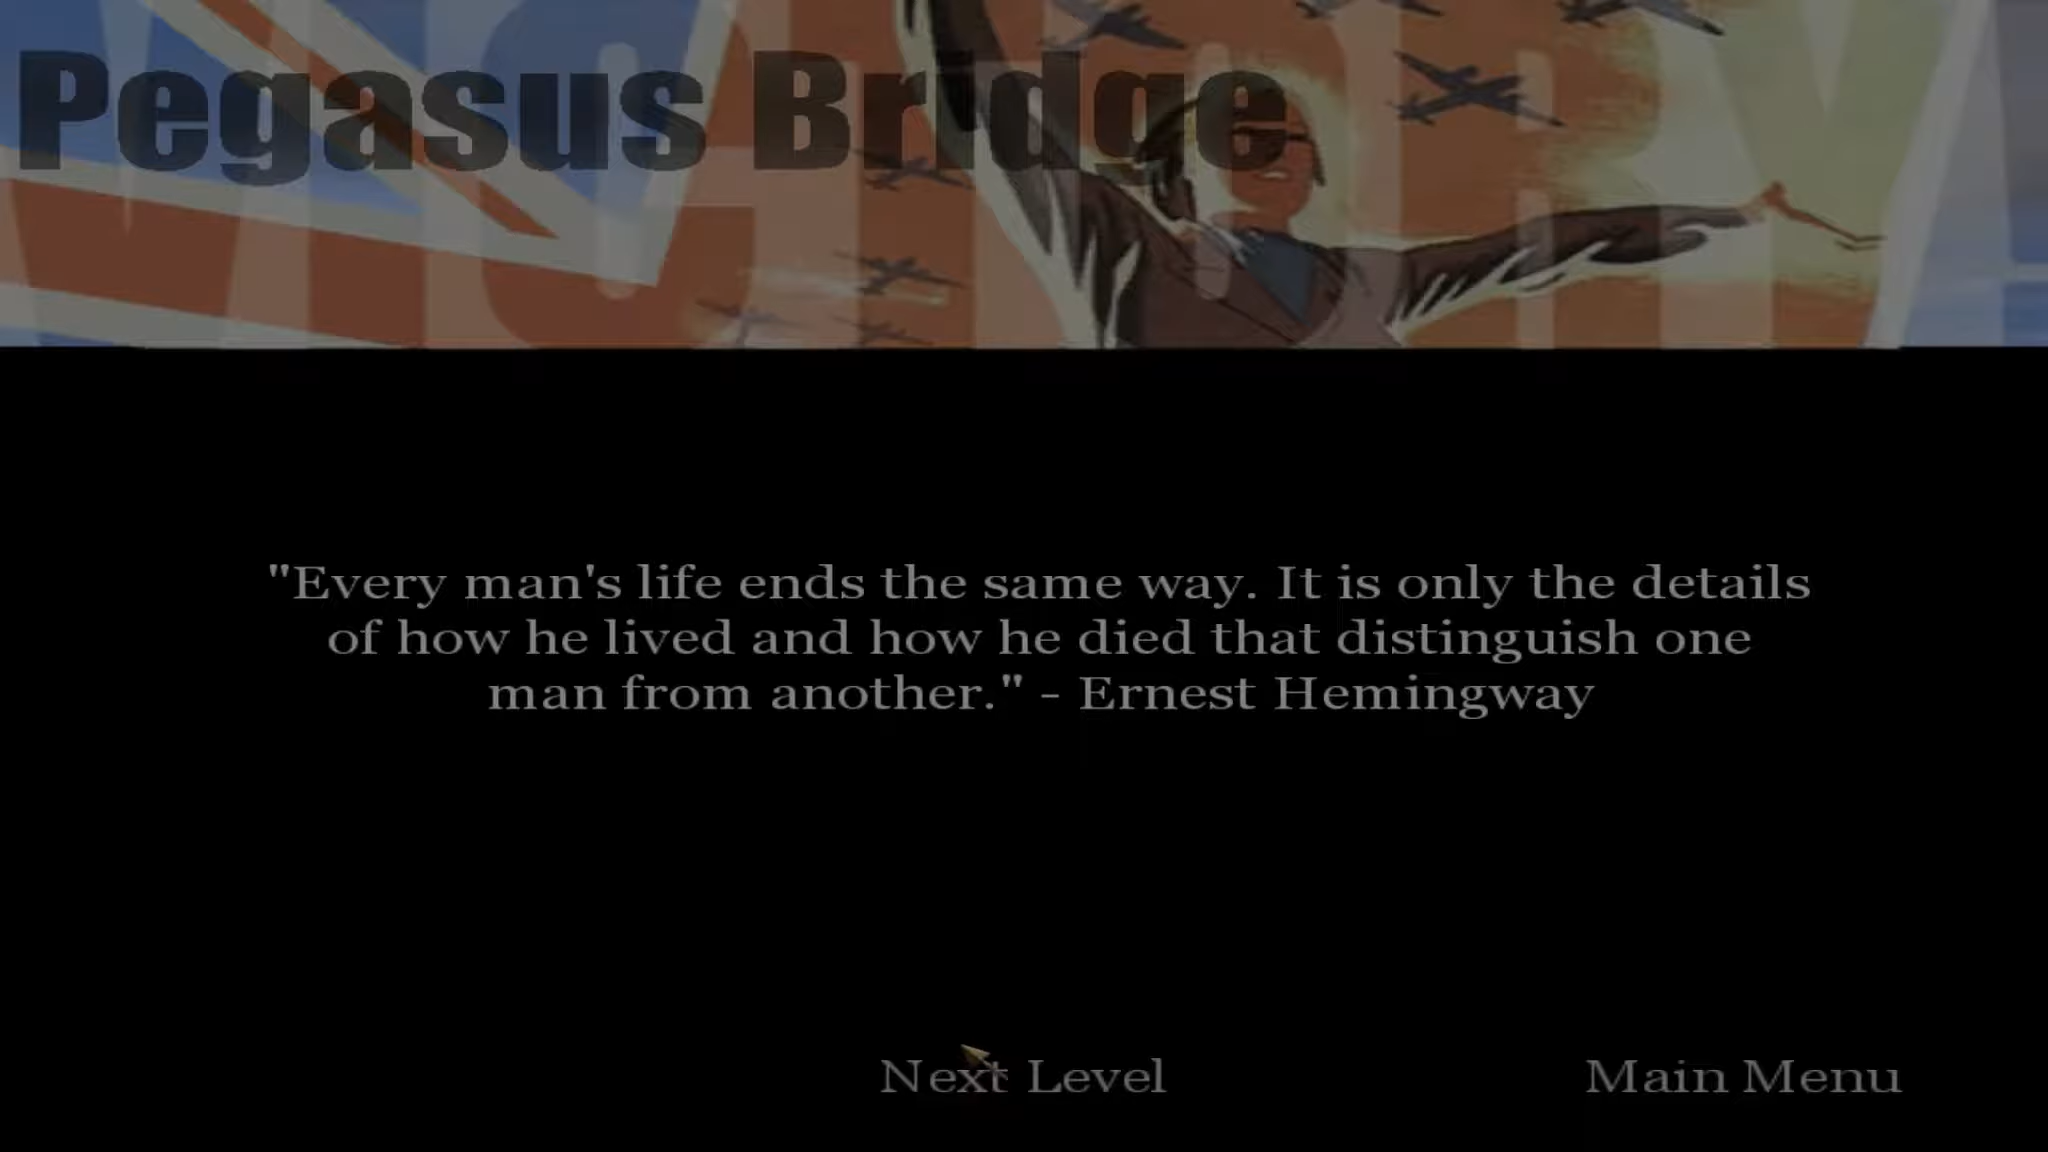 VICTORY
Pegasus Bridge
"Every man's life ends the same way. It is only the details
of how he lived and how he died that distinguish one
man from another." - Ernest Hemingway
Next Level
Main Menu